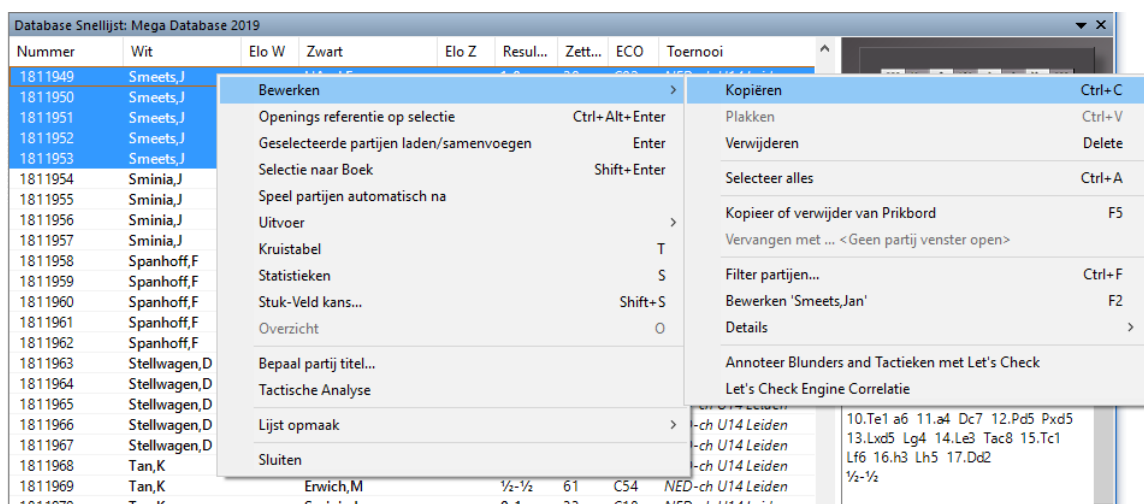 Database Snellijst: Mega Database 2019
Nummer Wit Elo W Zwart Elo Z Resul... Zett... ECO Toernooi
1811949 Smeets,J NED-ch U14 Leiden
1811950 Smeets,J
1811951 Smeets,J
1811952 Smeets,J
1811953 Smeets,J
1811954 Sminia,J
1811955 Sminia,J
1811956 Sminia,J
1811957 Sminia,J
1811958 Spanhoff,F
1811959 Spanhoff,F
1811960 Spanhoff,F
1811961 Spanhoff,F
1811962 Spanhoff,F
1811963 Stellwagen,D
1811964 Stellwagen,D
1811965 Stellwagen,D -ch U14 Leiden
1811966 Stellwagen,D -ch U14 Leiden
1811967 Stellwagen,D -ch U14 Leiden
1811968 Tan,K -ch U14 Leiden
1811969 Tan,K Erwich,M ½-½ 61 C54 NED-ch U14 Leiden
Bewerken
Openings referentie op selectie Ctrl+Alt+Enter
Geselecteerde partijen laden/samenvoegen Enter
Selectie naar Boek Shift+Enter
Speel partijen automatisch na
Uitvoer
Kruistabel T
Statistieken S
Stuk-Veld kans... Shift+S
Overzicht O
Bepaal partij titel...
Tactische Analyse
Lijst opmaak
Sluiten
Kopiëren Ctrl+C
Plakken Ctrl+V
Verwijderen Delete
Selecteer alles Ctrl+A
Kopieer of verwijder van Prikbord F5
Vervangen met ... <Geen partij venster open>
Filter partijen... Ctrl+F
Bewerken 'Smeets,Jan' F2
Details
Annoteer Blunders and Tactieken met Let's Check
Let's Check Engine Correlatie
10.Te1 a6 11.a4 Dc7 12.Pd5 Pxd5
13.Lxd5 Lg4 14.Le3 Tac8 15.Tc1
Lf6 16.h3 Lh5 17.Dd2
½-½